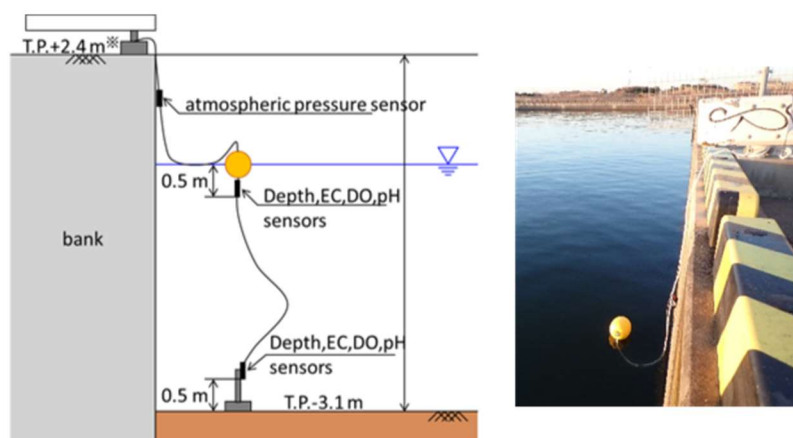 T.P.+2.4 m※
atmospheric pressure sensor
0.5 m
Depth,EC,DO,pH
sensors
bank
Depth,EC,DO,pH
sensors
0.5 m
T.P.-3.1 m